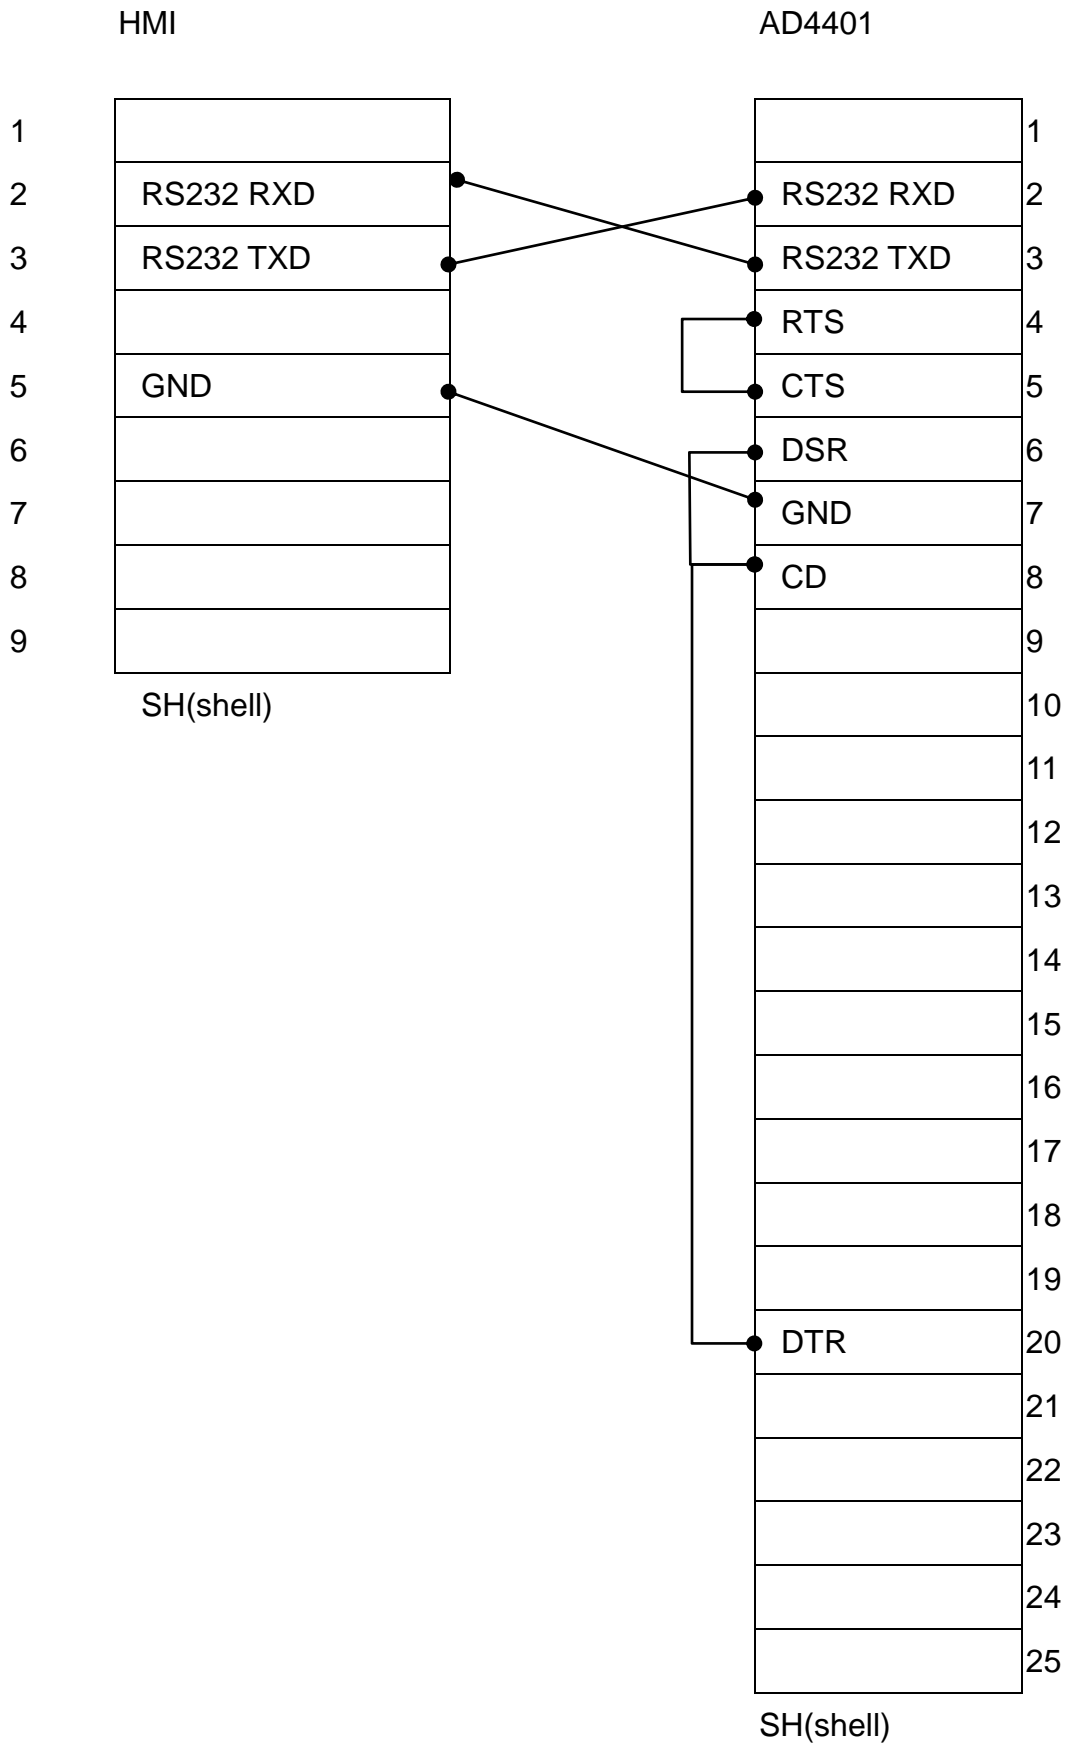 HMI AD4401
1 1
2 RS232 RXD RS232 RXD 2
3 RS232 TXD RS232 TXD 3
4 RTS 4
5 GND CTS 5
6 DSR 6
7 GND 7
8 CD 8
9 9
SH(shell) 10
11
12
13
14
15
16
17
18
19
DTR 20
21
22
23
24
25
SH(shell)